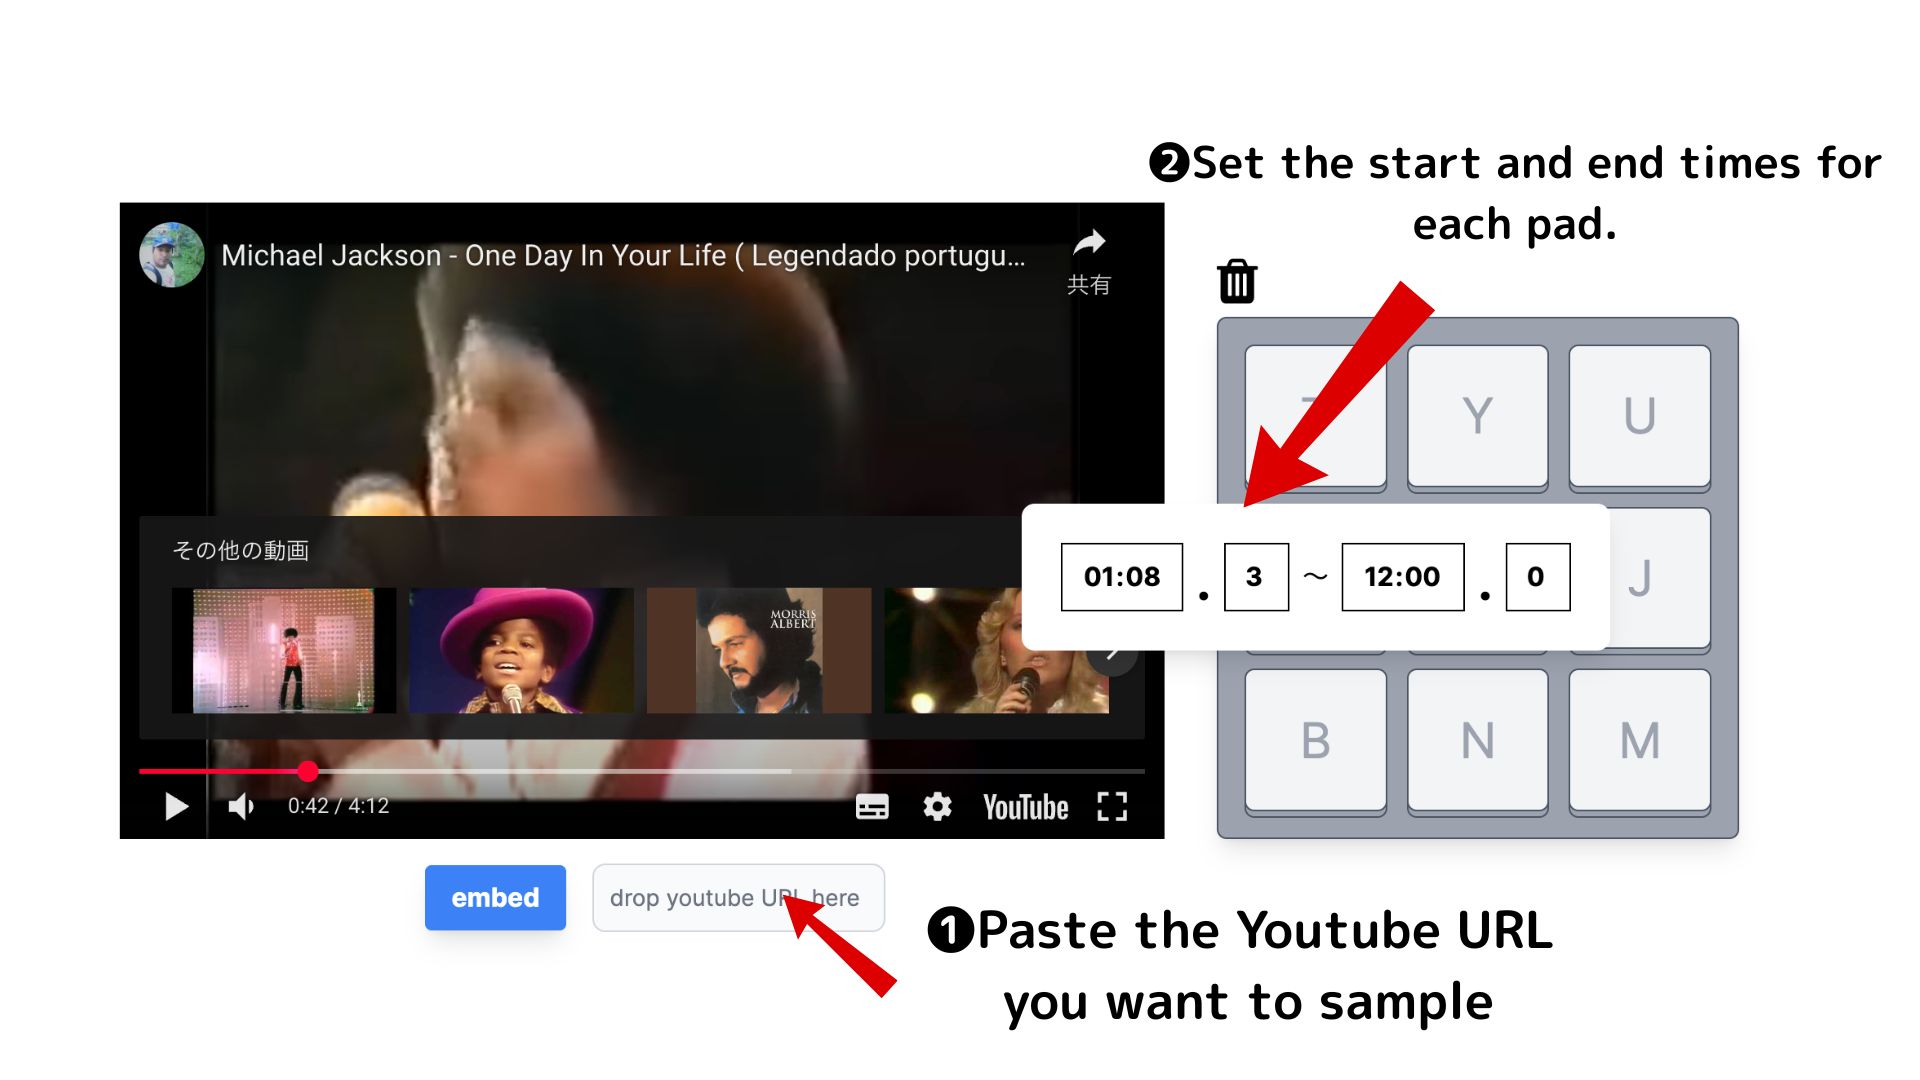 ❷Set the start and end times for
each pad.
Michael Jackson - One Day In Your Life ( Legendado portugu...
共有
Y
U
その他の動画
MORRIS
ALBERT
01:08 . 3 ～ 12:00 . 0
J
B
N
M
0:42 / 4:12
YouTube
embed
drop youtube URL here
❶Paste the Youtube URL
you want to sample